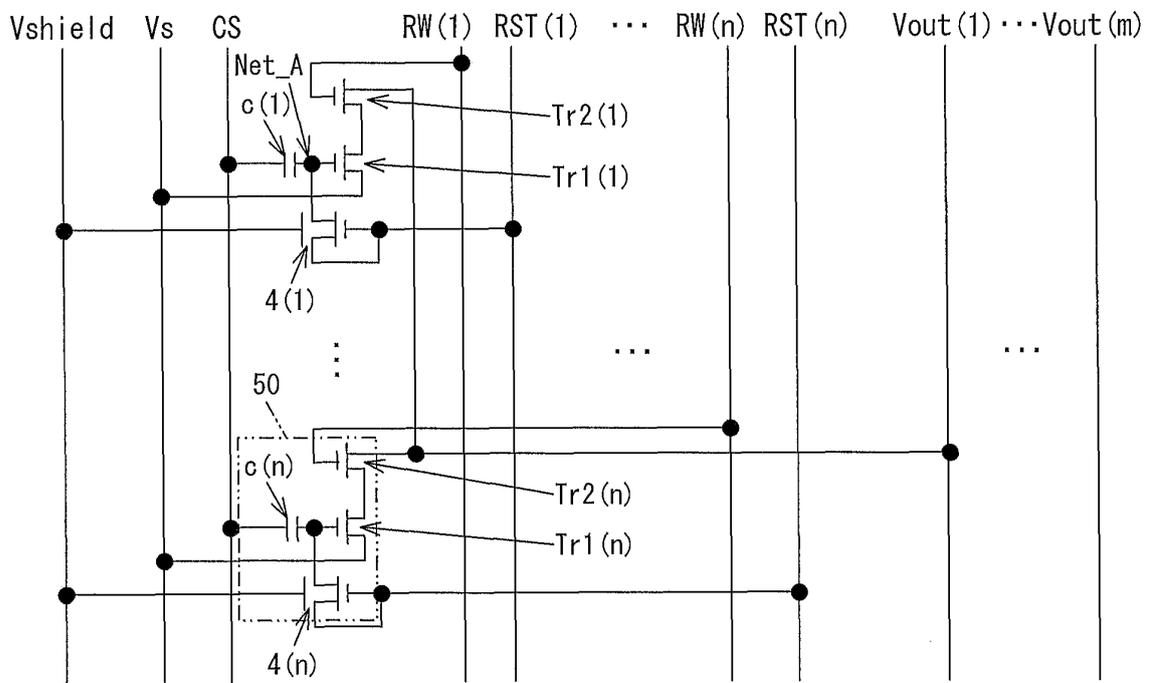 Vshield Vs CS RW(1) RST(1) ··· RW(n) RST(n) Vout(1) ··· Vout(m)
Net_A
c(1)
Tr2(1)
Tr1(1)
4(1)
50
c(n)
Tr2(n)
Tr1(n)
4(n)